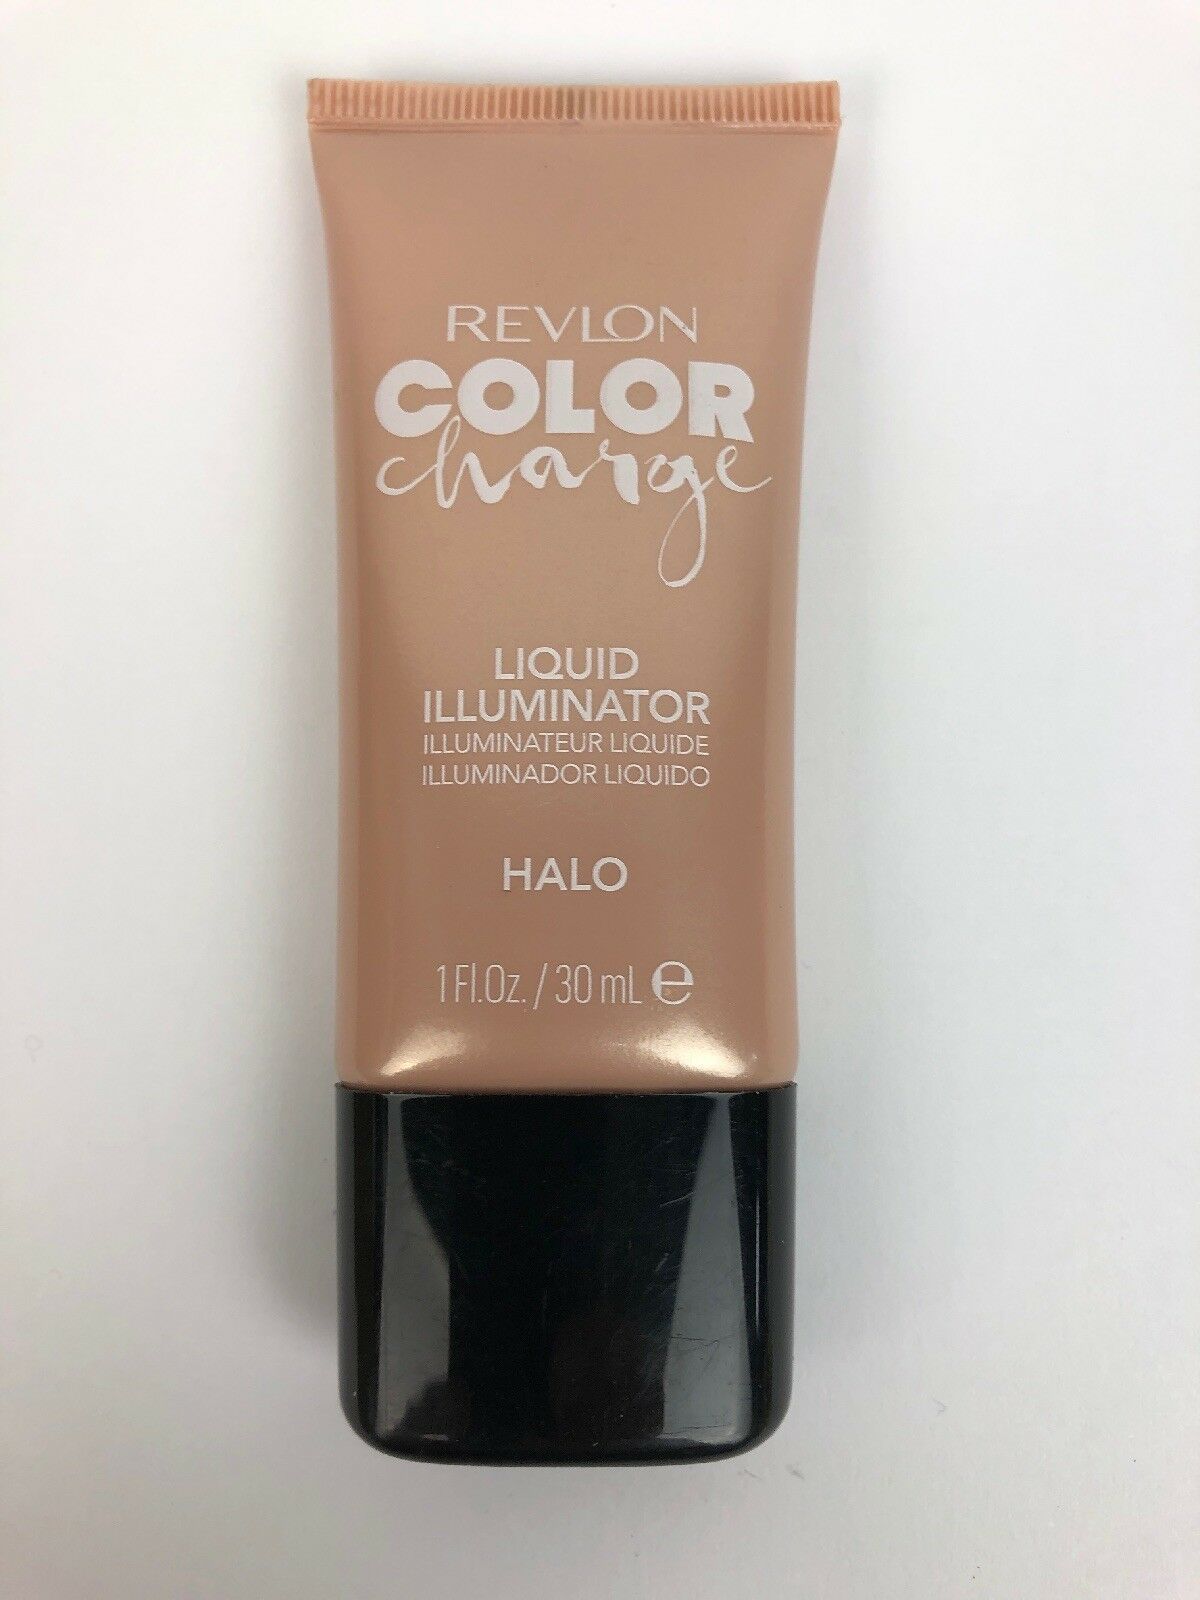 REVLON
COLOR
charge
LIQUID
ILLUMINATOR
ILLUMINATEUR LIQUIDE
ILLUMINADOR LIQUIDO
HALO
1 Fl.Oz. / 30 mL ℮